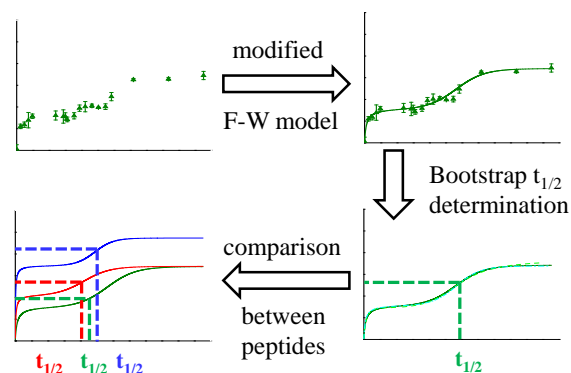 modified
F-W model
Bootstrap t1/2
determination
comparison
between
peptides
t1/2
t1/2 t1/2 t1/2